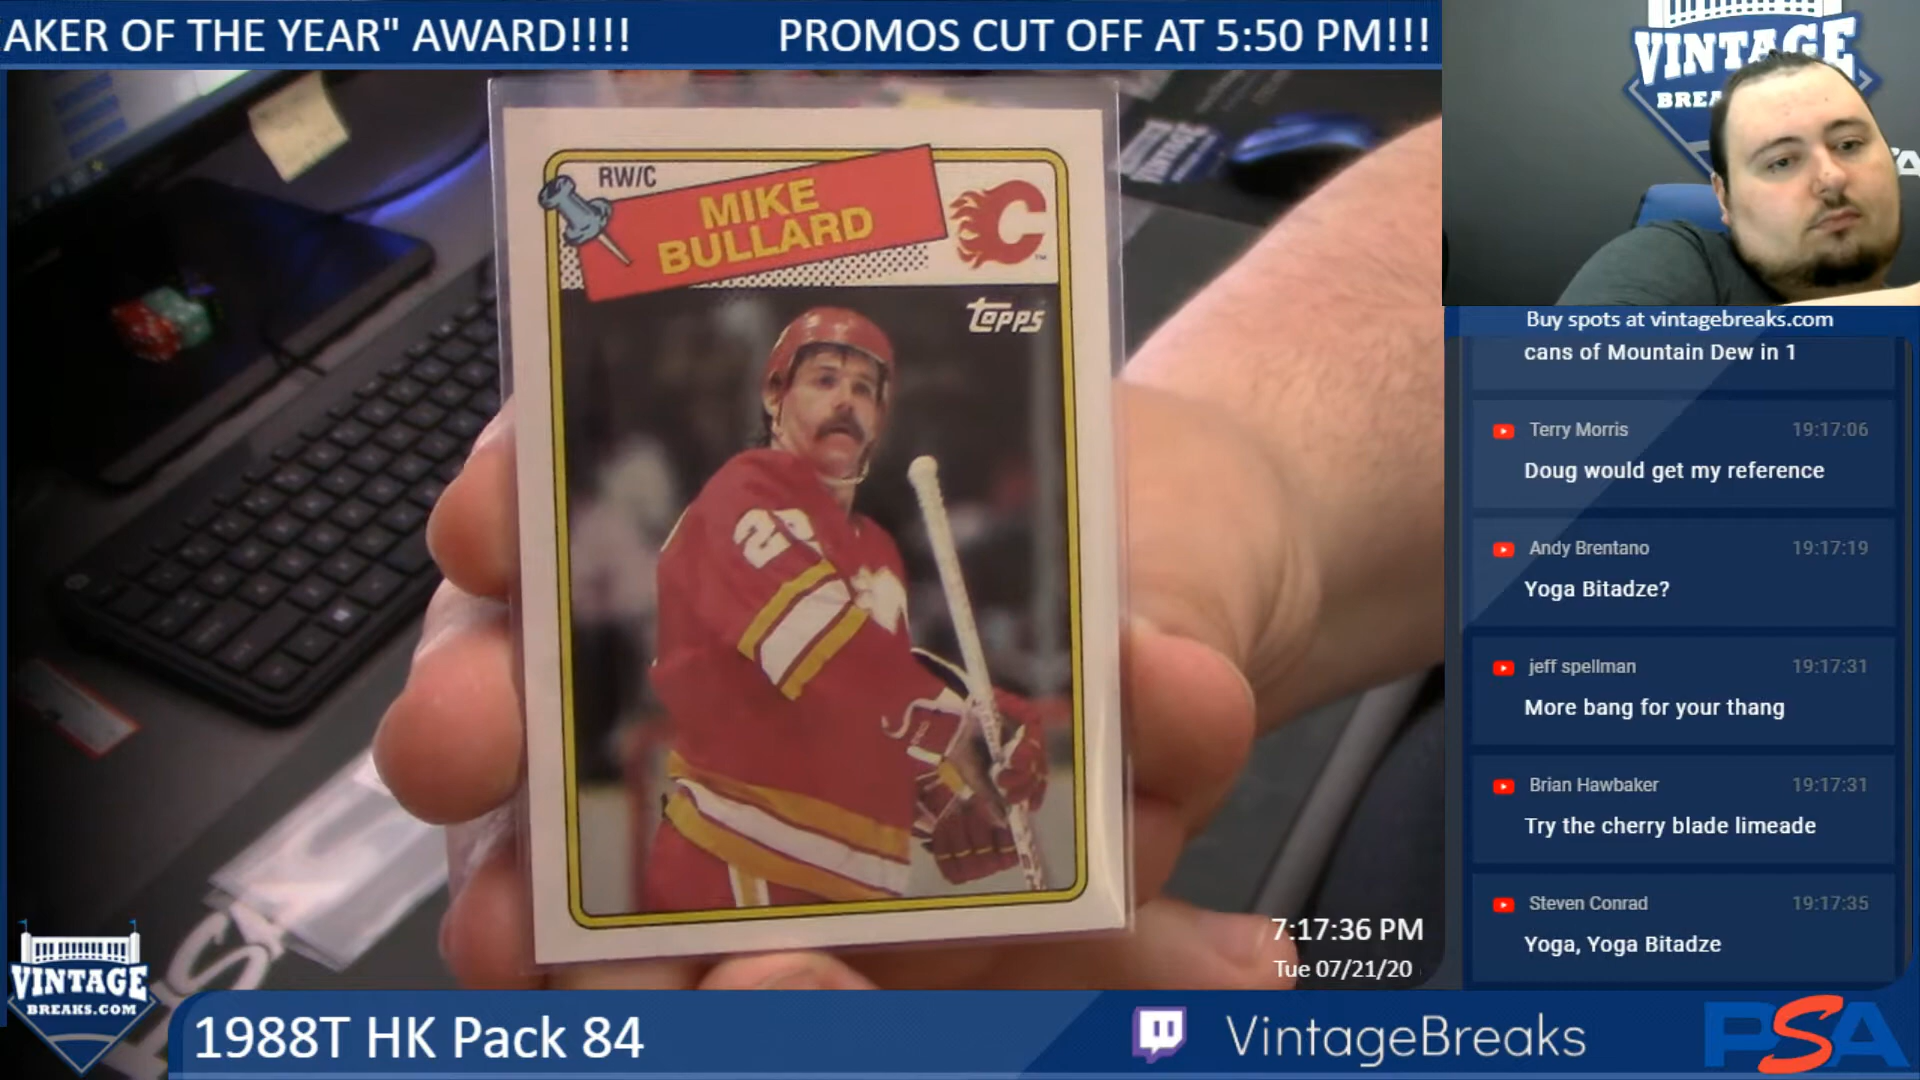 AKER OF THE YEAR" AWARD!!!! PROMOS CUT OFF AT 5:50 PM!!!
VINTAGE
BREA
RW/C
MIKE
BULLARD
C
TM
TOPPS
2
Buy spots at vintagebreaks.com
cans of Mountain Dew in 1
Terry Morris 19:17:06
Doug would get my reference
Andy Brentano 19:17:19
Yoga Bitadze?
jeff spellman 19:17:31
More bang for your thang
Brian Hawbaker 19:17:31
Try the cherry blade limeade
Steven Conrad 19:17:35
Yoga, Yoga Bitadze
7:17:36 PM
Tue 07/21/20
VINTAGE
BREAKS.COM
1988T HK Pack 84
VintageBreaks
PSA